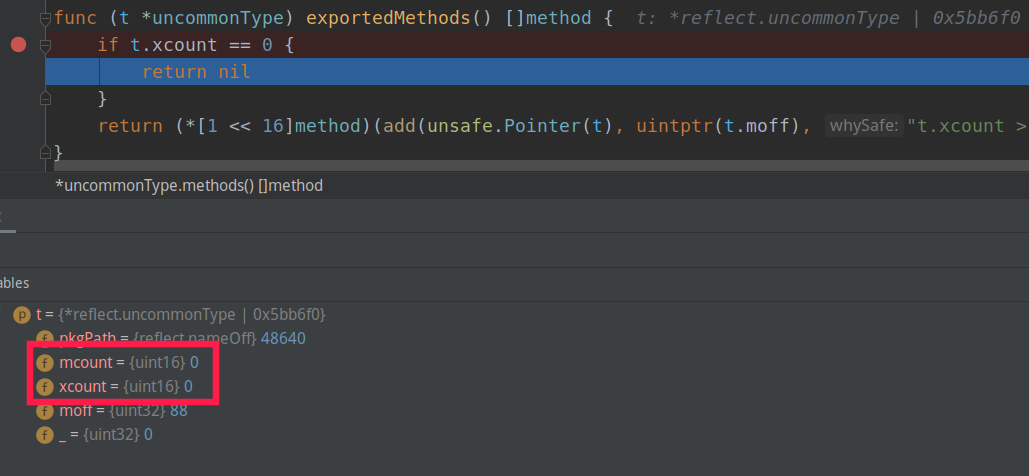 func (t *uncommonType) exportedMethods() []method {  t: *reflect.uncommonType | 0x5bb6f0
if t.xcount == 0 {
return nil
}
return (*[1 << 16]method)(add(unsafe.Pointer(t), uintptr(t.moff), whySafe: "t.xcount >
}
*uncommonType.methods() []method
ables
p t = {*reflect.uncommonType | 0x5bb6f0}
f pkgPath = {reflect.nameOff} 48640
f mcount = {uint16} 0
f xcount = {uint16} 0
f moff = {uint32} 88
f _ = {uint32} 0